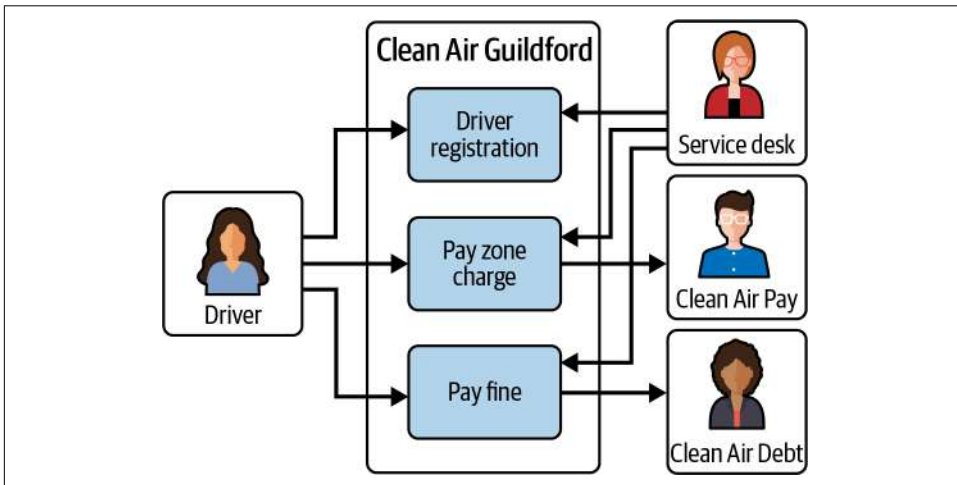 Clean Air Guildford
Driver
registration
Pay zone
charge
Pay fine
Driver
Service desk
Clean Air Pay
Clean Air Debt